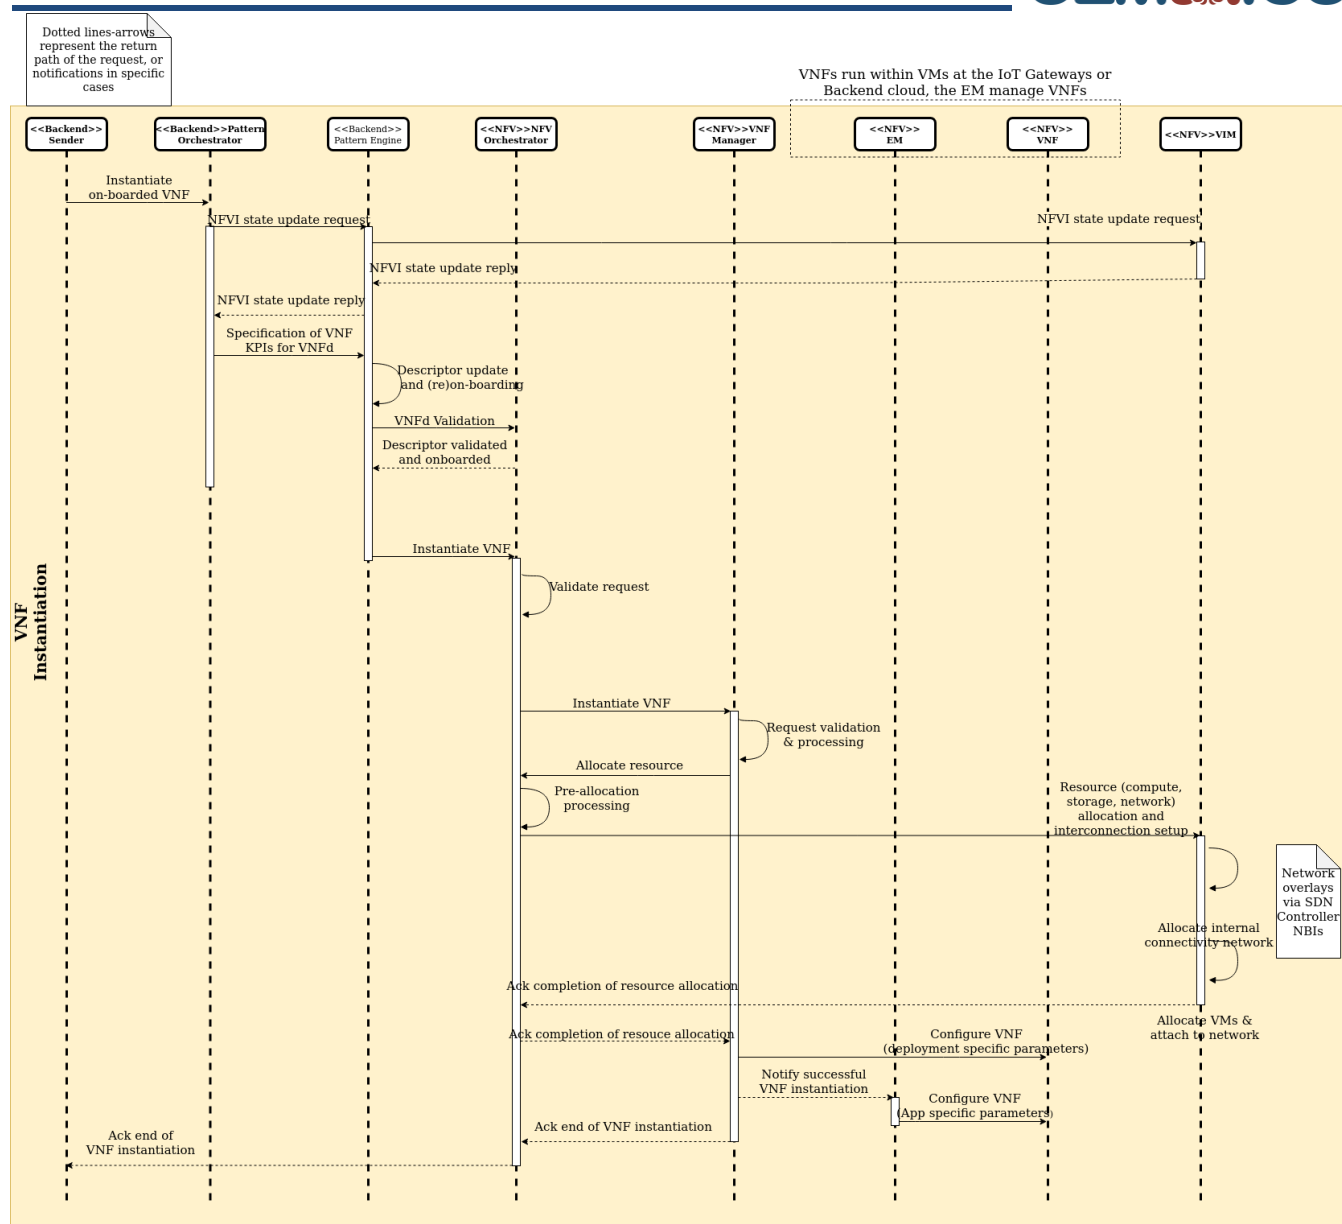 Dotted lines-arrows
represent the return
path of the request, or
notifications in specific
cases
VNFs run within VMs at the IoT Gateways or
Backend cloud, the EM manage VNFs
<<Backend>>
Sender
<<Backend>>Pattern
Orchestrator
<<Backend>>
Pattern Engine
<<NFV>>NFV
Orchestrator
<<NFV>>VNF
Manager
<<NFV>>
EM
<<NFV>>
VNF
<<NFV>>VIM
Instantiate
on-boarded VNF
NFVI state update request
NFVI state update request
NFVI state update reply
NFVI state update reply
Specification of VNF
KPIs for VNFd
Descriptor update
and (re)on-boarding
VNFd Validation
Descriptor validated
and onboarded
Instantiate VNF
Validate request
VNF
Instantiation
Instantiate VNF
Request validation
& processing
Allocate resource
Pre-allocation
processing
Resource (compute,
storage, network)
allocation and
interconnection setup
Network
overlays
via SDN
Controller
NBIs
Allocate internal
connectivity network
Ack completion of resource allocation
Allocate VMs &
attach to network
Ack completion of resouce allocation
Configure VNF
(deployment specific parameters)
Notify successful
VNF instantiation
Configure VNF
(App specific parameters)
Ack end of VNF instantiation
Ack end of
VNF instantiation